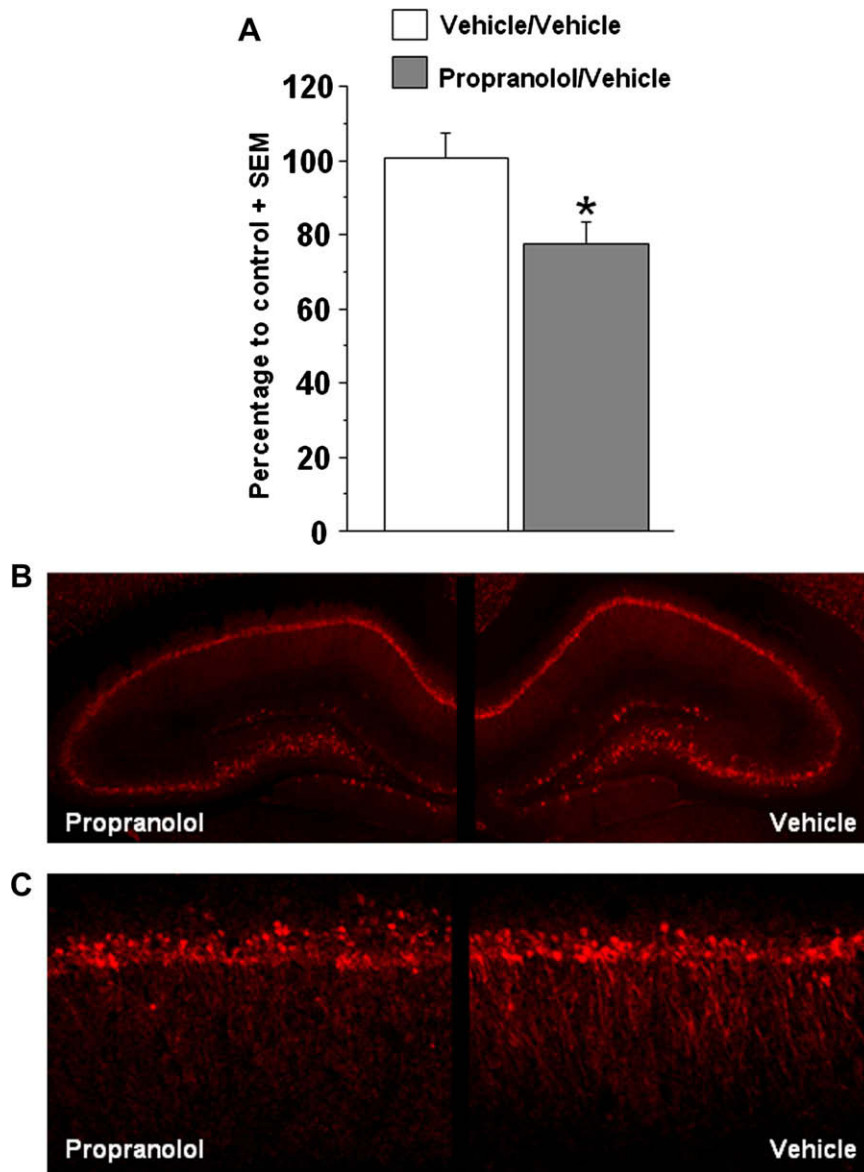 A
Vehicle/Vehicle
Propranolol/Vehicle
Percentage to control + SEM
120
100
80
60
40
20
0
*
B
Propranolol
Vehicle
C
Propranolol
Vehicle